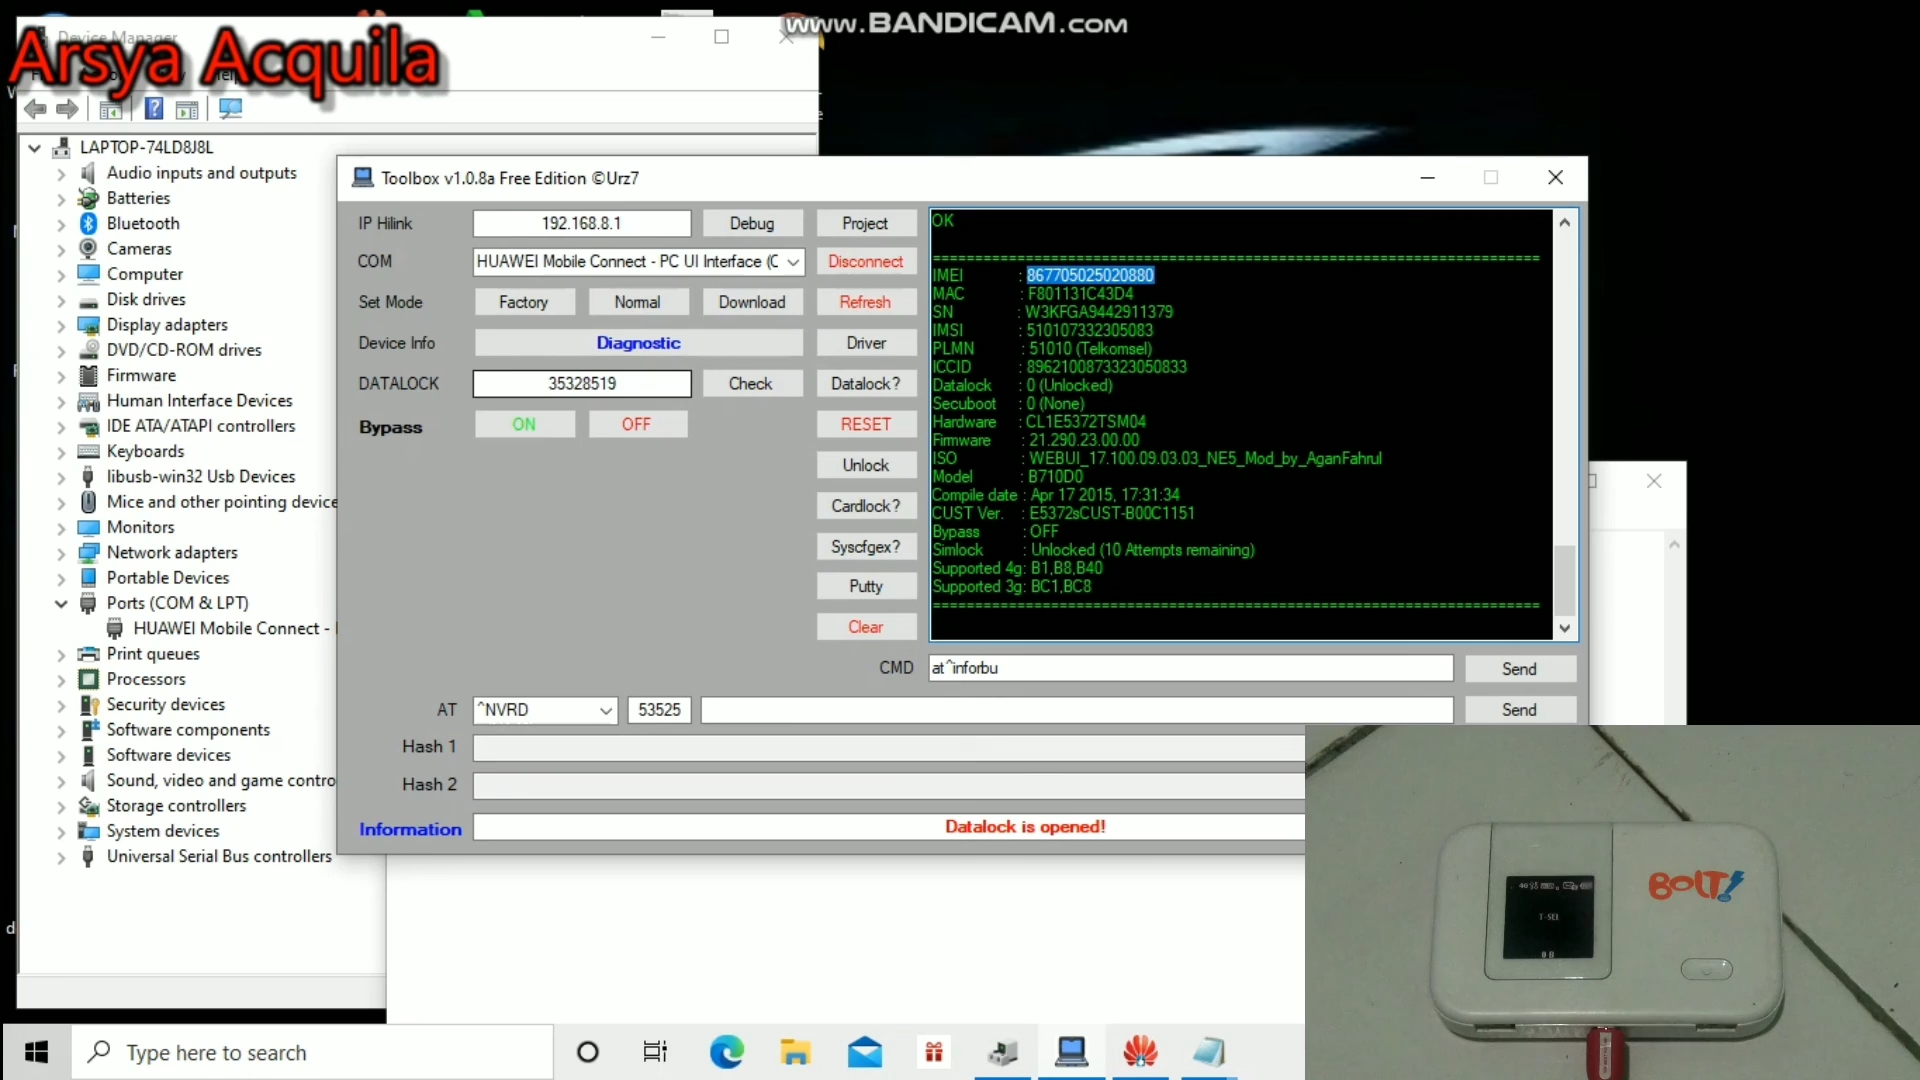 www.BANDICAM.com
Device Manager
Arsya Acquila
LAPTOP-74LD8J8L
Audio inputs and outputs
Batteries
Bluetooth
Cameras
Computer
Disk drives
Display adapters
DVD/CD-ROM drives
Firmware
Human Interface Devices
IDE ATA/ATAPI controllers
Keyboards
libusb-win32 Usb Devices
Mice and other pointing device
Monitors
Network adapters
Portable Devices
Ports (COM & LPT)
HUAWEI Mobile Connect -
Print queues
Processors
Security devices
Software components
Software devices
Sound, video and game contro
Storage controllers
System devices
Universal Serial Bus controllers
Toolbox v1.0.8a Free Edition ©Urz7
IP Hilink 192.168.8.1 Debug Project
COM HUAWEI Mobile Connect - PC UI Interface (C Disconnect
Set Mode Factory Normal Download Refresh
Device Info Diagnostic Driver
DATALOCK 35328519 Check Datalock?
Bypass ON OFF RESET
Unlock
Cardlock?
Syscfgex?
Putty
Clear
OK
=========================================================================
IMEI : 867705025020880
MAC : F801131C43D4
SN : W3KFGA9442911379
IMSI : 510107332305083
PLMN : 51010 (Telkomsel)
ICCID : 8962100873323050833
Datalock : 0 (Unlocked)
Secuboot : 0 (None)
Hardware : CL1E5372TSM04
Firmware : 21.290.23.00.00
ISO : WEBUI_17.100.09.03.03_NE5_Mod_by_AganFahrul
Model : B710D0
Compile date : Apr 17 2015, 17:31:34
CUST Ver. : E5372sCUST-B00C1151
Bypass : OFF
Simlock : Unlocked (10 Attempts remaining)
Supported 4g: B1,B8,B40
Supported 3g: BC1,BC8
=========================================================================
CMD at^inforbu Send
AT ^NVRD 53525 Send
Hash 1
Hash 2
Information Datalock is opened!
BOLT!
T-SEL
0 B
Type here to search